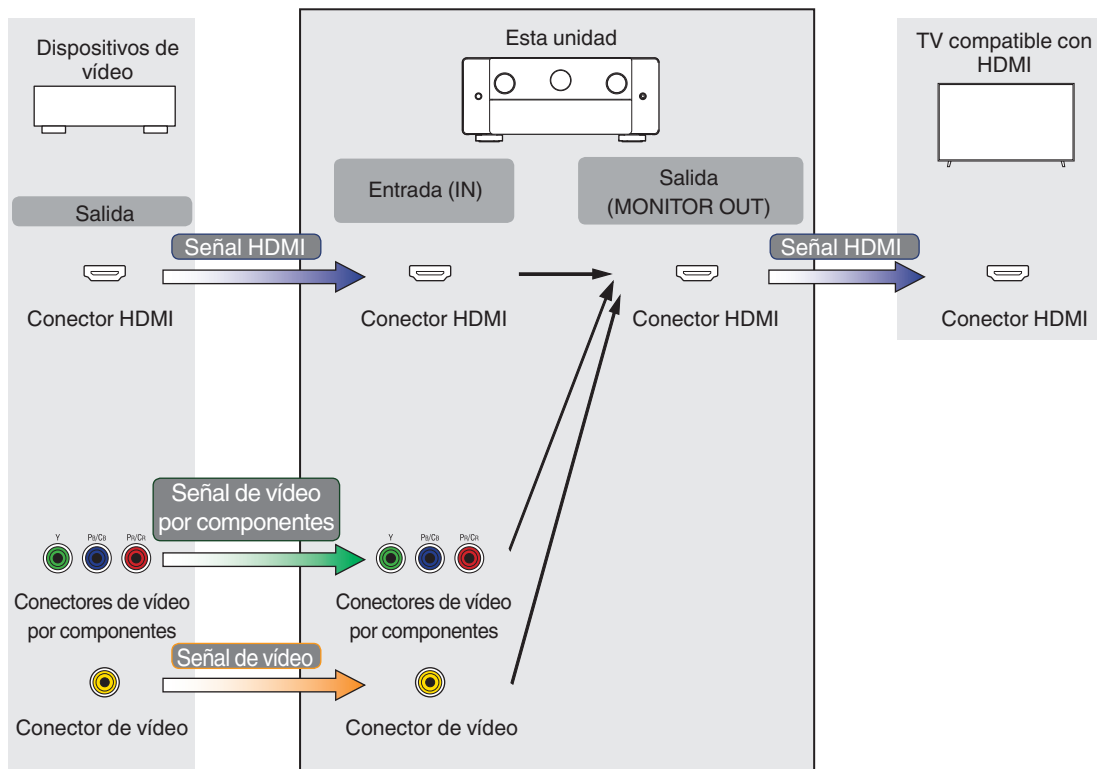 Dispositivos de
vídeo
Esta unidad
TV compatible con
HDMI
Salida
Entrada (IN)
Salida
(MONITOR OUT)
Señal HDMI
Señal HDMI
Conector HDMI
Conector HDMI
Conector HDMI
Conector HDMI
Señal de vídeo
por componentes
Y PB/CB PR/CR
Y PB/CB PR/CR
Conectores de vídeo
por componentes
Conectores de vídeo
por componentes
Señal de vídeo
Conector de vídeo
Conector de vídeo